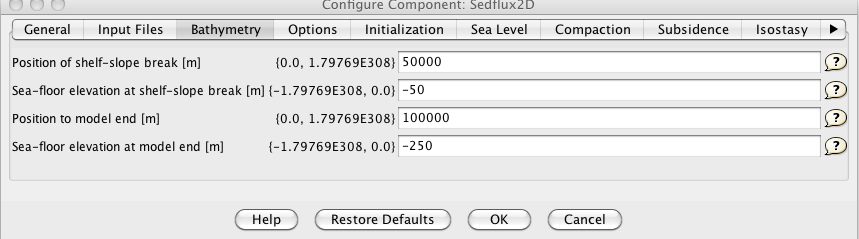 Configure Component: Sedflux2D
General Input Files Bathymetry Options Initialization Sea Level Compaction Subsidence Isostasy
Position of shelf-slope break [m] {0.0, 1.79769E308} 50000 ?
Sea-floor elevation at shelf-slope break [m] {-1.79769E308, 0.0} -50 ?
Position to model end [m] {0.0, 1.79769E308} 100000 ?
Sea-floor elevation at model end [m] {-1.79769E308, 0.0} -250 ?
Help Restore Defaults OK Cancel